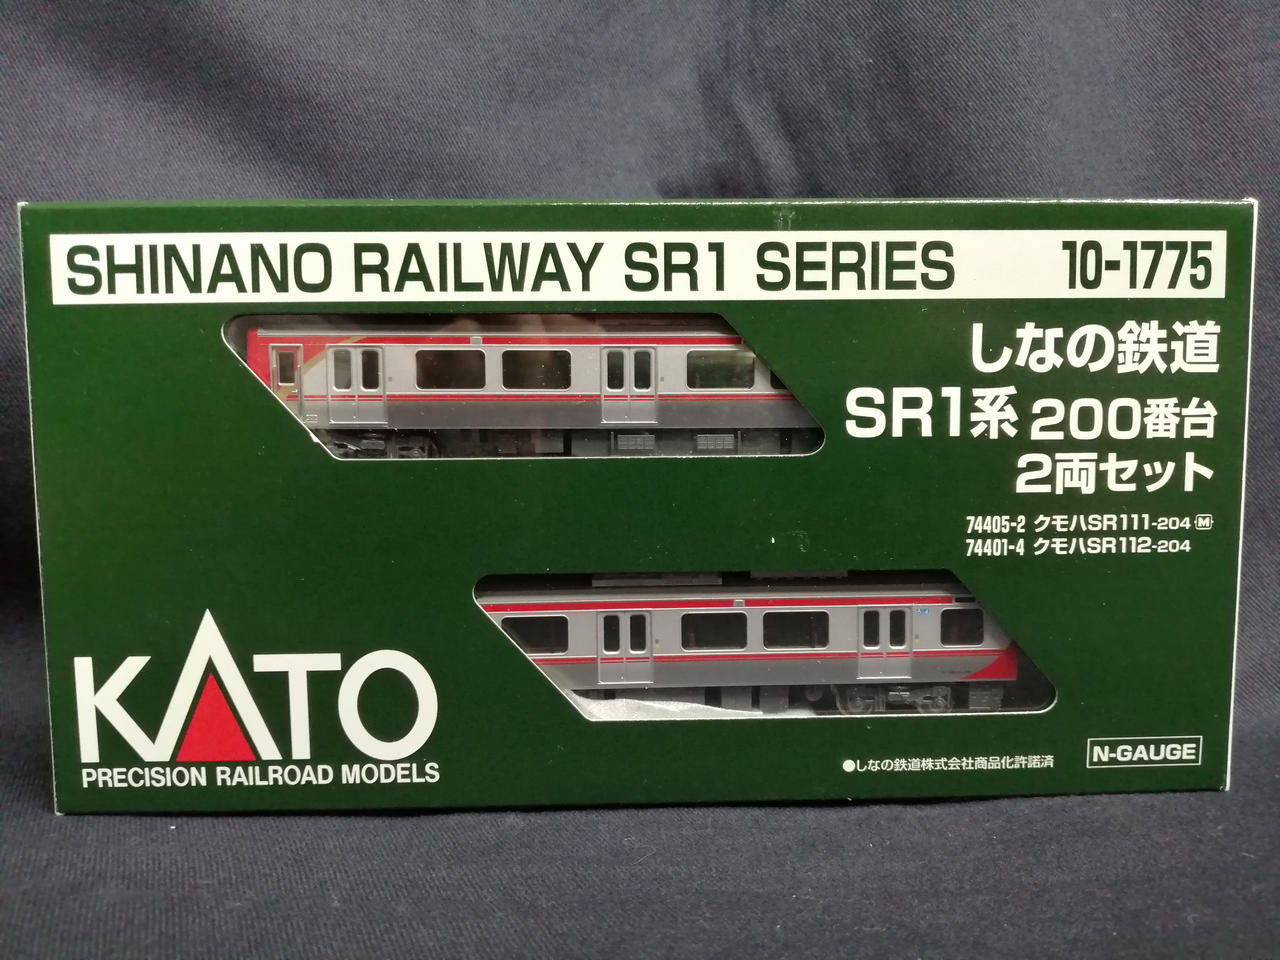 SHINANO RAILWAY SR1 SERIES 10-1775
しなの鉄道
SR1系 200番台
2両セット
74405-2 クモハSR111-204 M
74401-4 クモハSR112-204
KATO
PRECISION RAILROAD MODELS
●しなの鉄道株式会社商品化許諾済
N-GAUGE